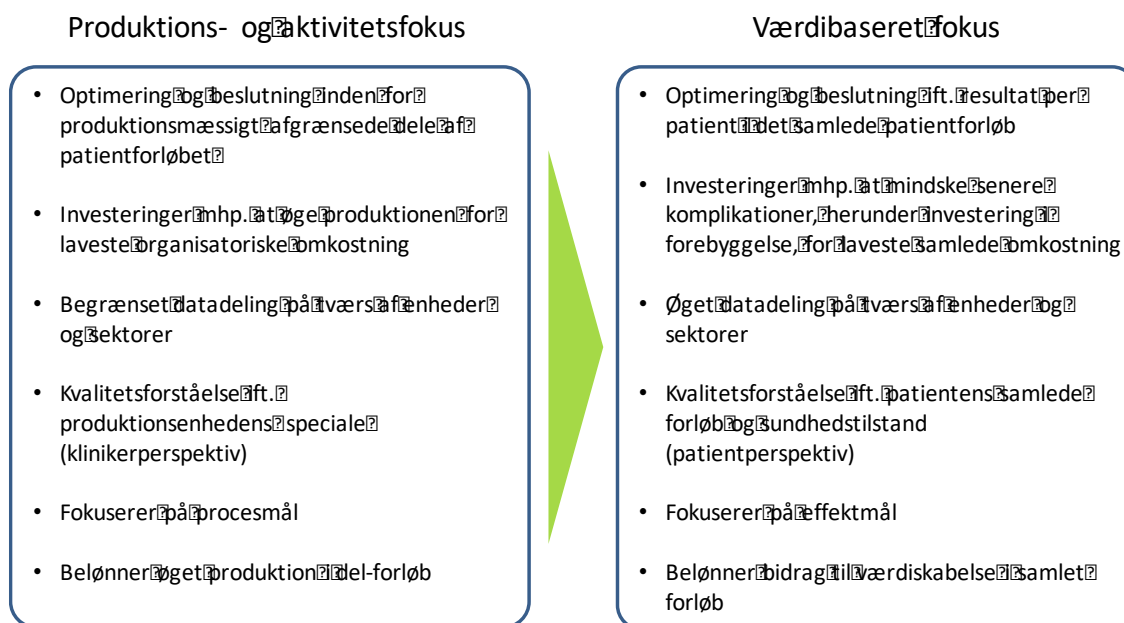 Produktions- og aktivitetsfokus
• Optimering og beslutning inden for
produktionsmæssigt afgrænsede dele af
patientforløbet
• Investeringer mhp. at øge produktionen for
laveste organisatoriske omkostning
• Begrænset datadeling på tværs af enheder
og sektorer
• Kvalitetsforståelse ift.
produktionsenhedens speciale
(klinikerperspektiv)
• Fokuserer på procesmål
• Belønner øget produktion i del-forløb
Værdibaseret fokus
• Optimering og beslutning ift. resultat per
patient i det samlede patientforløb
• Investeringer mhp. at mindske senere
komplikationer, herunder investering i
forebyggelse, for laveste samlede omkostning
• Øget datadeling på tværs af enheder og
sektorer
• Kvalitetsforståelse ift. patientens samlede
forløb og sundhedstilstand
(patientperspektiv)
• Fokuserer på effektmål
• Belønner bidrag til værdiskabelse i samlet
forløb